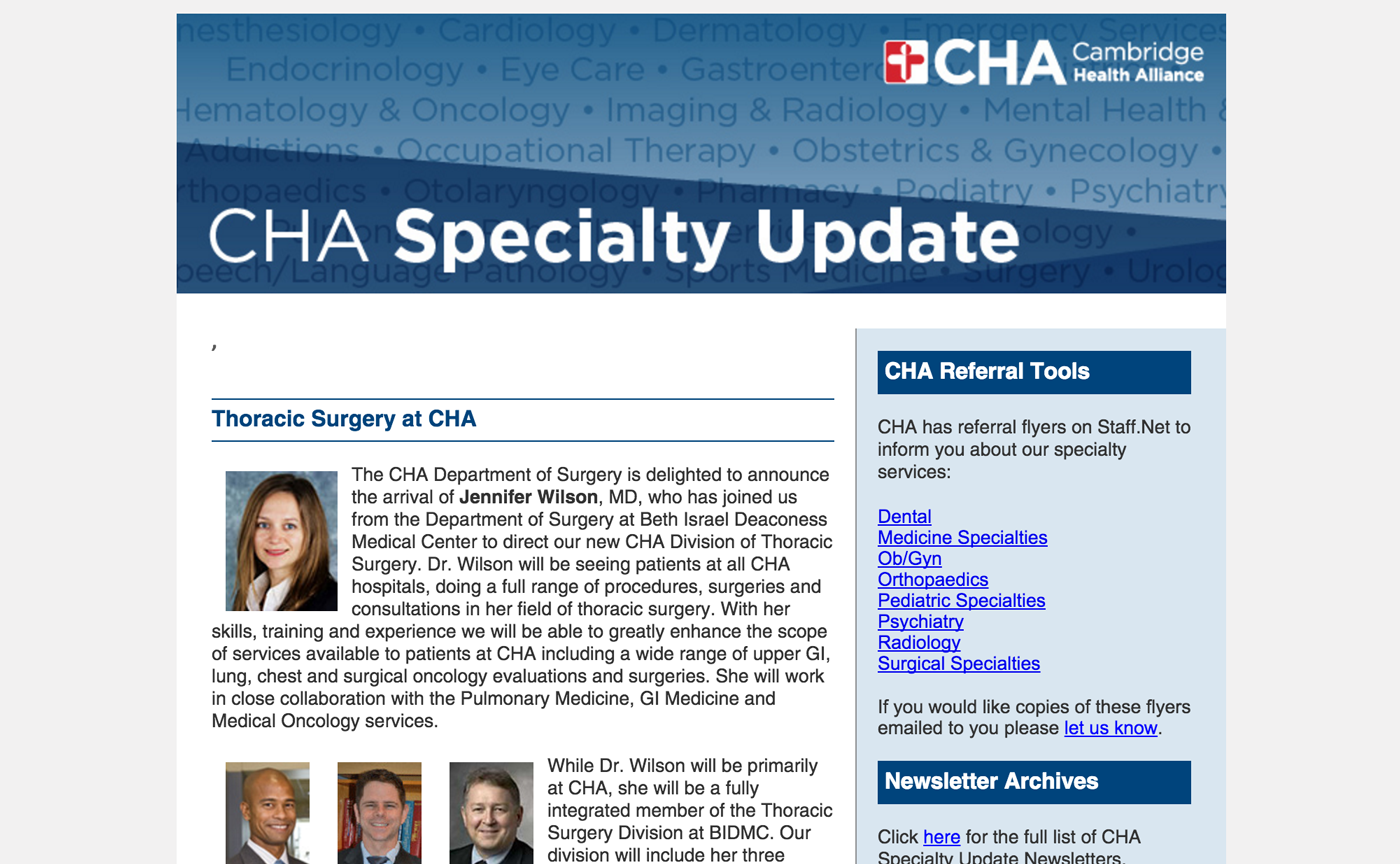 nesthesiology • Cardiology • Dermatology • Emergency Services
Endocrinology • Eye Care •
Hematology & Oncology • Imaging & Radiology • Mental Health &
Addictions • Occupational Therapy • Obstetrics & Gynecology •
rthopaedics • Otolaryngology • Pharmacy • Podiatry • Psychiatry
peech/Language Pathology • Sports Medicine • Surgery • Urolog
CHA Cambridge
Health Alliance
CHA Specialty Update
,
Thoracic Surgery at CHA
The CHA Department of Surgery is delighted to announce
the arrival of Jennifer Wilson, MD, who has joined us
from the Department of Surgery at Beth Israel Deaconess
Medical Center to direct our new CHA Division of Thoracic
Surgery. Dr. Wilson will be seeing patients at all CHA
hospitals, doing a full range of procedures, surgeries and
consultations in her field of thoracic surgery. With her
skills, training and experience we will be able to greatly enhance the scope
of services available to patients at CHA including a wide range of upper GI,
lung, chest and surgical oncology evaluations and surgeries. She will work
in close collaboration with the Pulmonary Medicine, GI Medicine and
Medical Oncology services.
While Dr. Wilson will be primarily
at CHA, she will be a fully
integrated member of the Thoracic
Surgery Division at BIDMC. Our
division will include her three
CHA Referral Tools
CHA has referral flyers on Staff.Net to
inform you about our specialty
services:
Dental
Medicine Specialties
Ob/Gyn
Orthopaedics
Pediatric Specialties
Psychiatry
Radiology
Surgical Specialties
If you would like copies of these flyers
emailed to you please let us know.
Newsletter Archives
Click here for the full list of CHA
Specialty Update Newsletters.